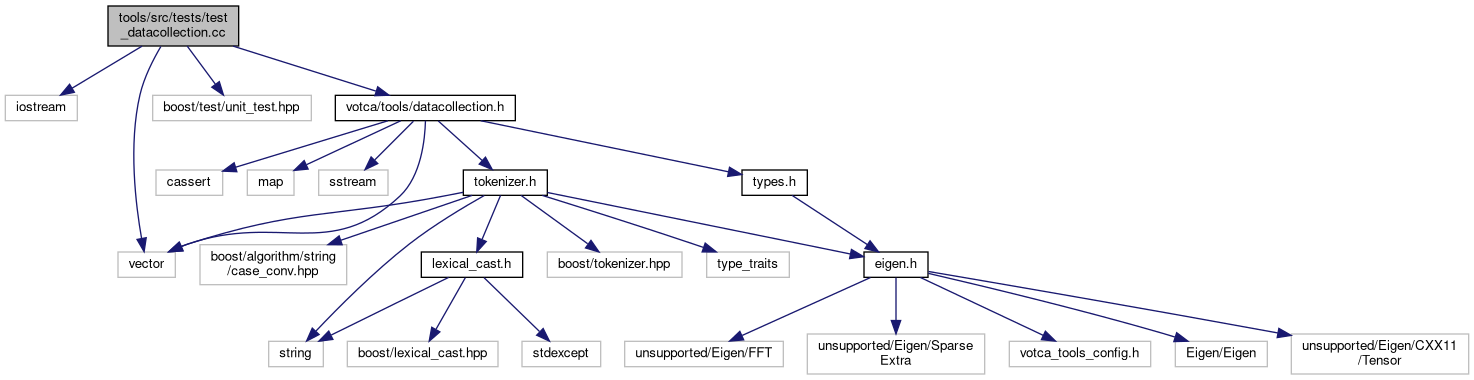 tools/src/tests/test
_datacollection.cc
iostream
boost/test/unit_test.hpp
votca/tools/datacollection.h
cassert
map
sstream
tokenizer.h
types.h
vector
boost/algorithm/string
/case_conv.hpp
lexical_cast.h
boost/tokenizer.hpp
type_traits
eigen.h
string
boost/lexical_cast.hpp
stdexcept
unsupported/Eigen/FFT
unsupported/Eigen/Sparse
Extra
votca_tools_config.h
Eigen/Eigen
unsupported/Eigen/CXX11
/Tensor